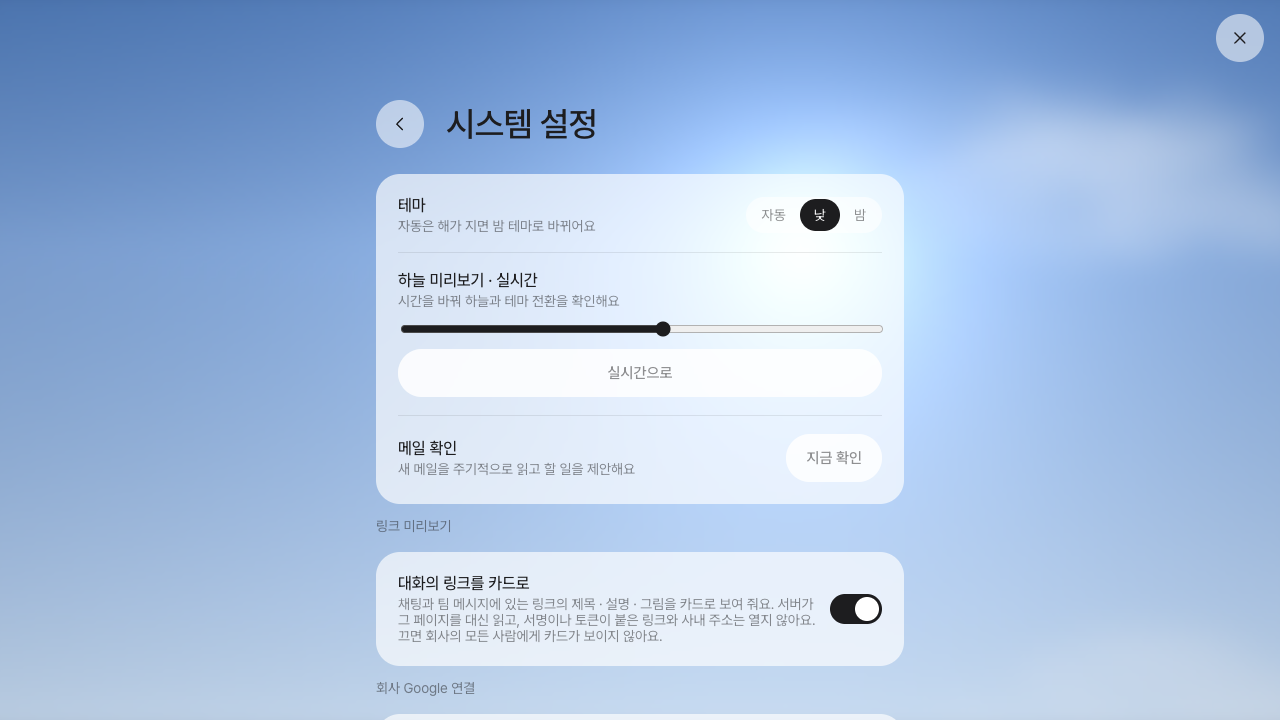 시스템 설정
테마
자동은 해가 지면 밤 테마로 바뀌어요
자동 낮 밤
하늘 미리보기 · 실시간
시간을 바꿔 하늘과 테마 전환을 확인해요
실시간으로
메일 확인
새 메일을 주기적으로 읽고 할 일을 제안해요
지금 확인
링크 미리보기
대화의 링크를 카드로
채팅과 팀 메시지에 있는 링크의 제목 · 설명 · 그림을 카드로 보여 줘요. 서버가
그 페이지를 대신 읽고, 서명이나 토큰이 붙은 링크와 사내 주소는 열지 않아요.
끄면 회사의 모든 사람에게 카드가 보이지 않아요.
회사 Google 연결